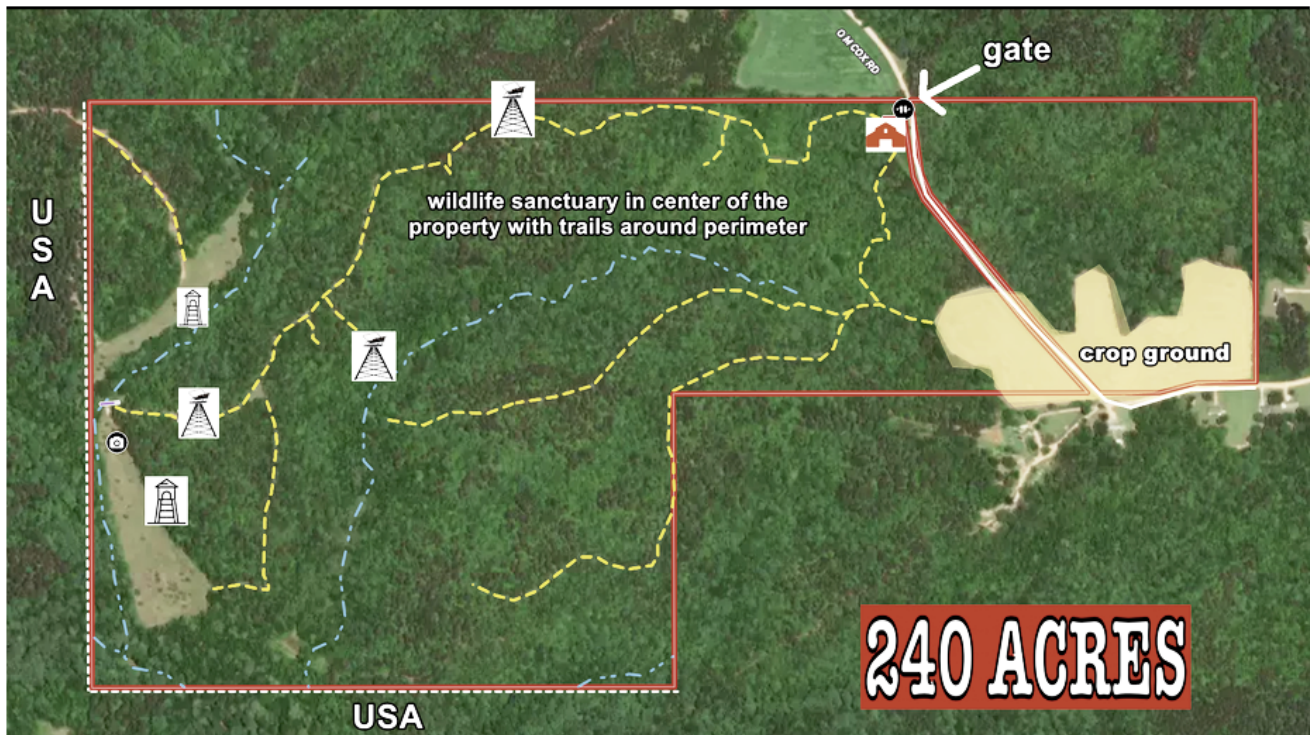 O M COX RD
gate
U
S
A
wildlife sanctuary in center of the
property with trails around perimeter
crop ground
240 ACRES
USA